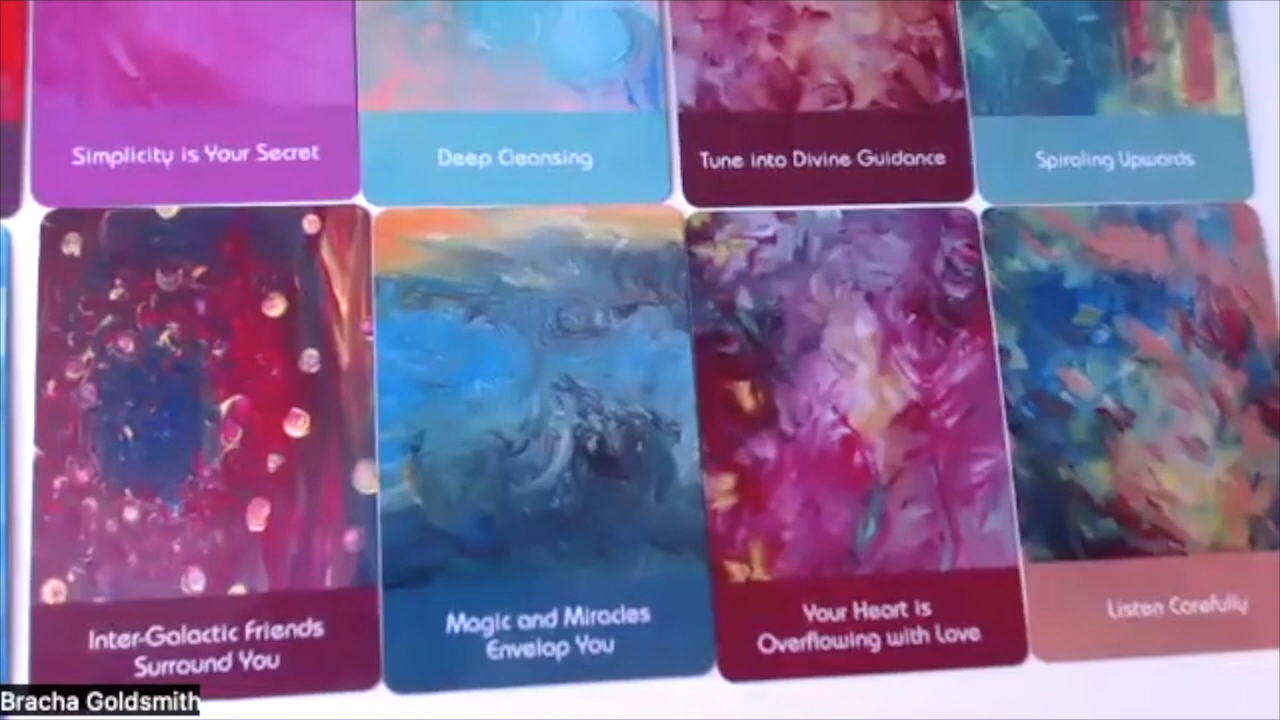 Simplicity is Your Secret
Deep Cleansing
Tune into Divine Guidance
Spiraling Upwards
Inter-Galactic Friends
Surround You
Magic and Miracles
Envelop You
Your Heart is
Overflowing with Love
Listen Carefully
Bracha Goldsmith